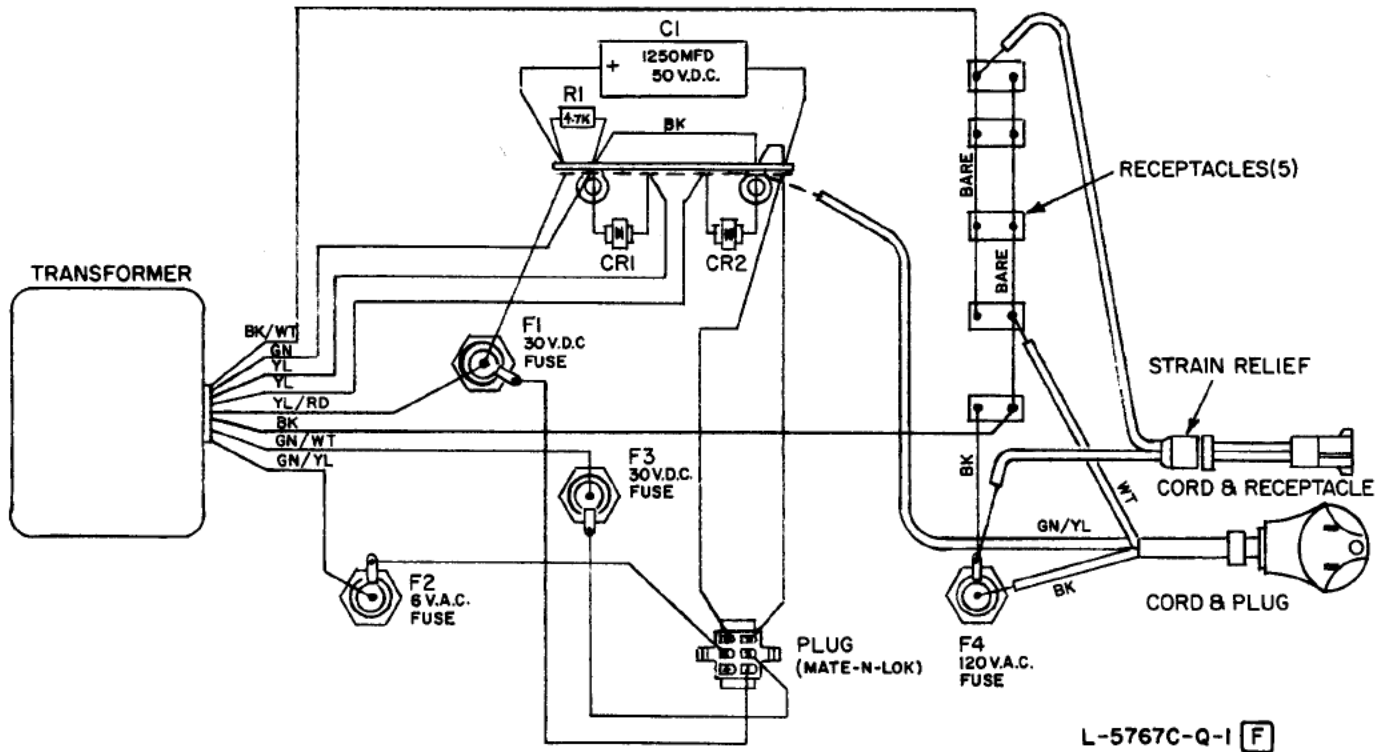 C1
+
1250MFD
50 V.D.C.
R1
4.7K
BK
BARE
RECEPTACLES(5)
BARE
CR1
CR2
TRANSFORMER
BK/WT
GN
YL
YL
YL/RD
BK
GN/WT
GN/YL
F1
30 V.D.C
FUSE
STRAIN RELIEF
F3
30 V.D.C.
FUSE
BK
WT
CORD & RECEPTACLE
GN/YL
F2
6 V.A.C.
FUSE
BK
CORD & PLUG
PLUG
(MATE-N-LOK)
F4
120 V.A.C.
FUSE
L-5767C-Q-1 F